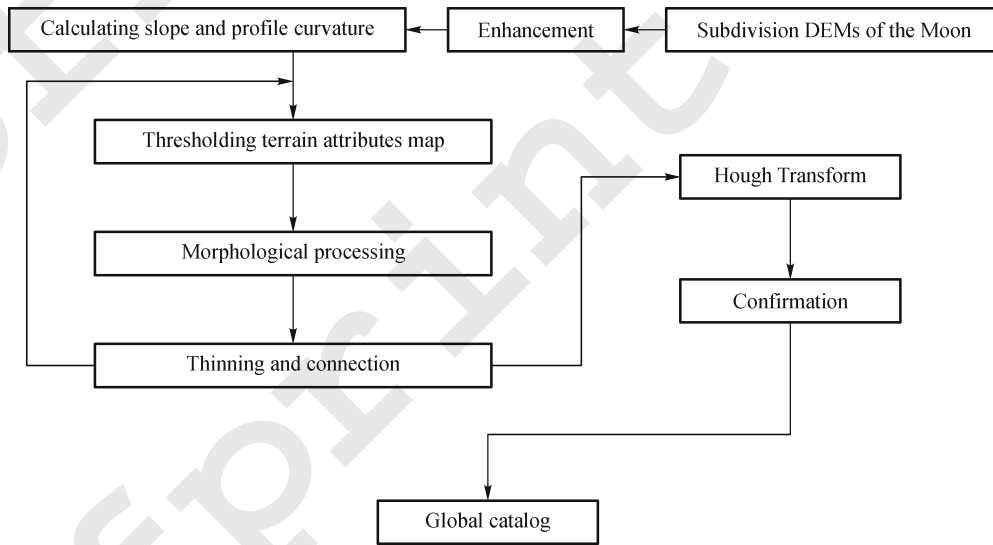 Calculating slope and profile curvature
Enhancement
Subdivision DEMs of the Moon
Thresholding terrain attributes map
Hough Transform
Morphological processing
Confirmation
Thinning and connection
Global catalog